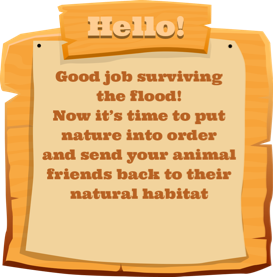 Hello!
Good job surviving
the flood!
Now it's time to put
nature into order
and send your animal
friends back to their
natural habitat